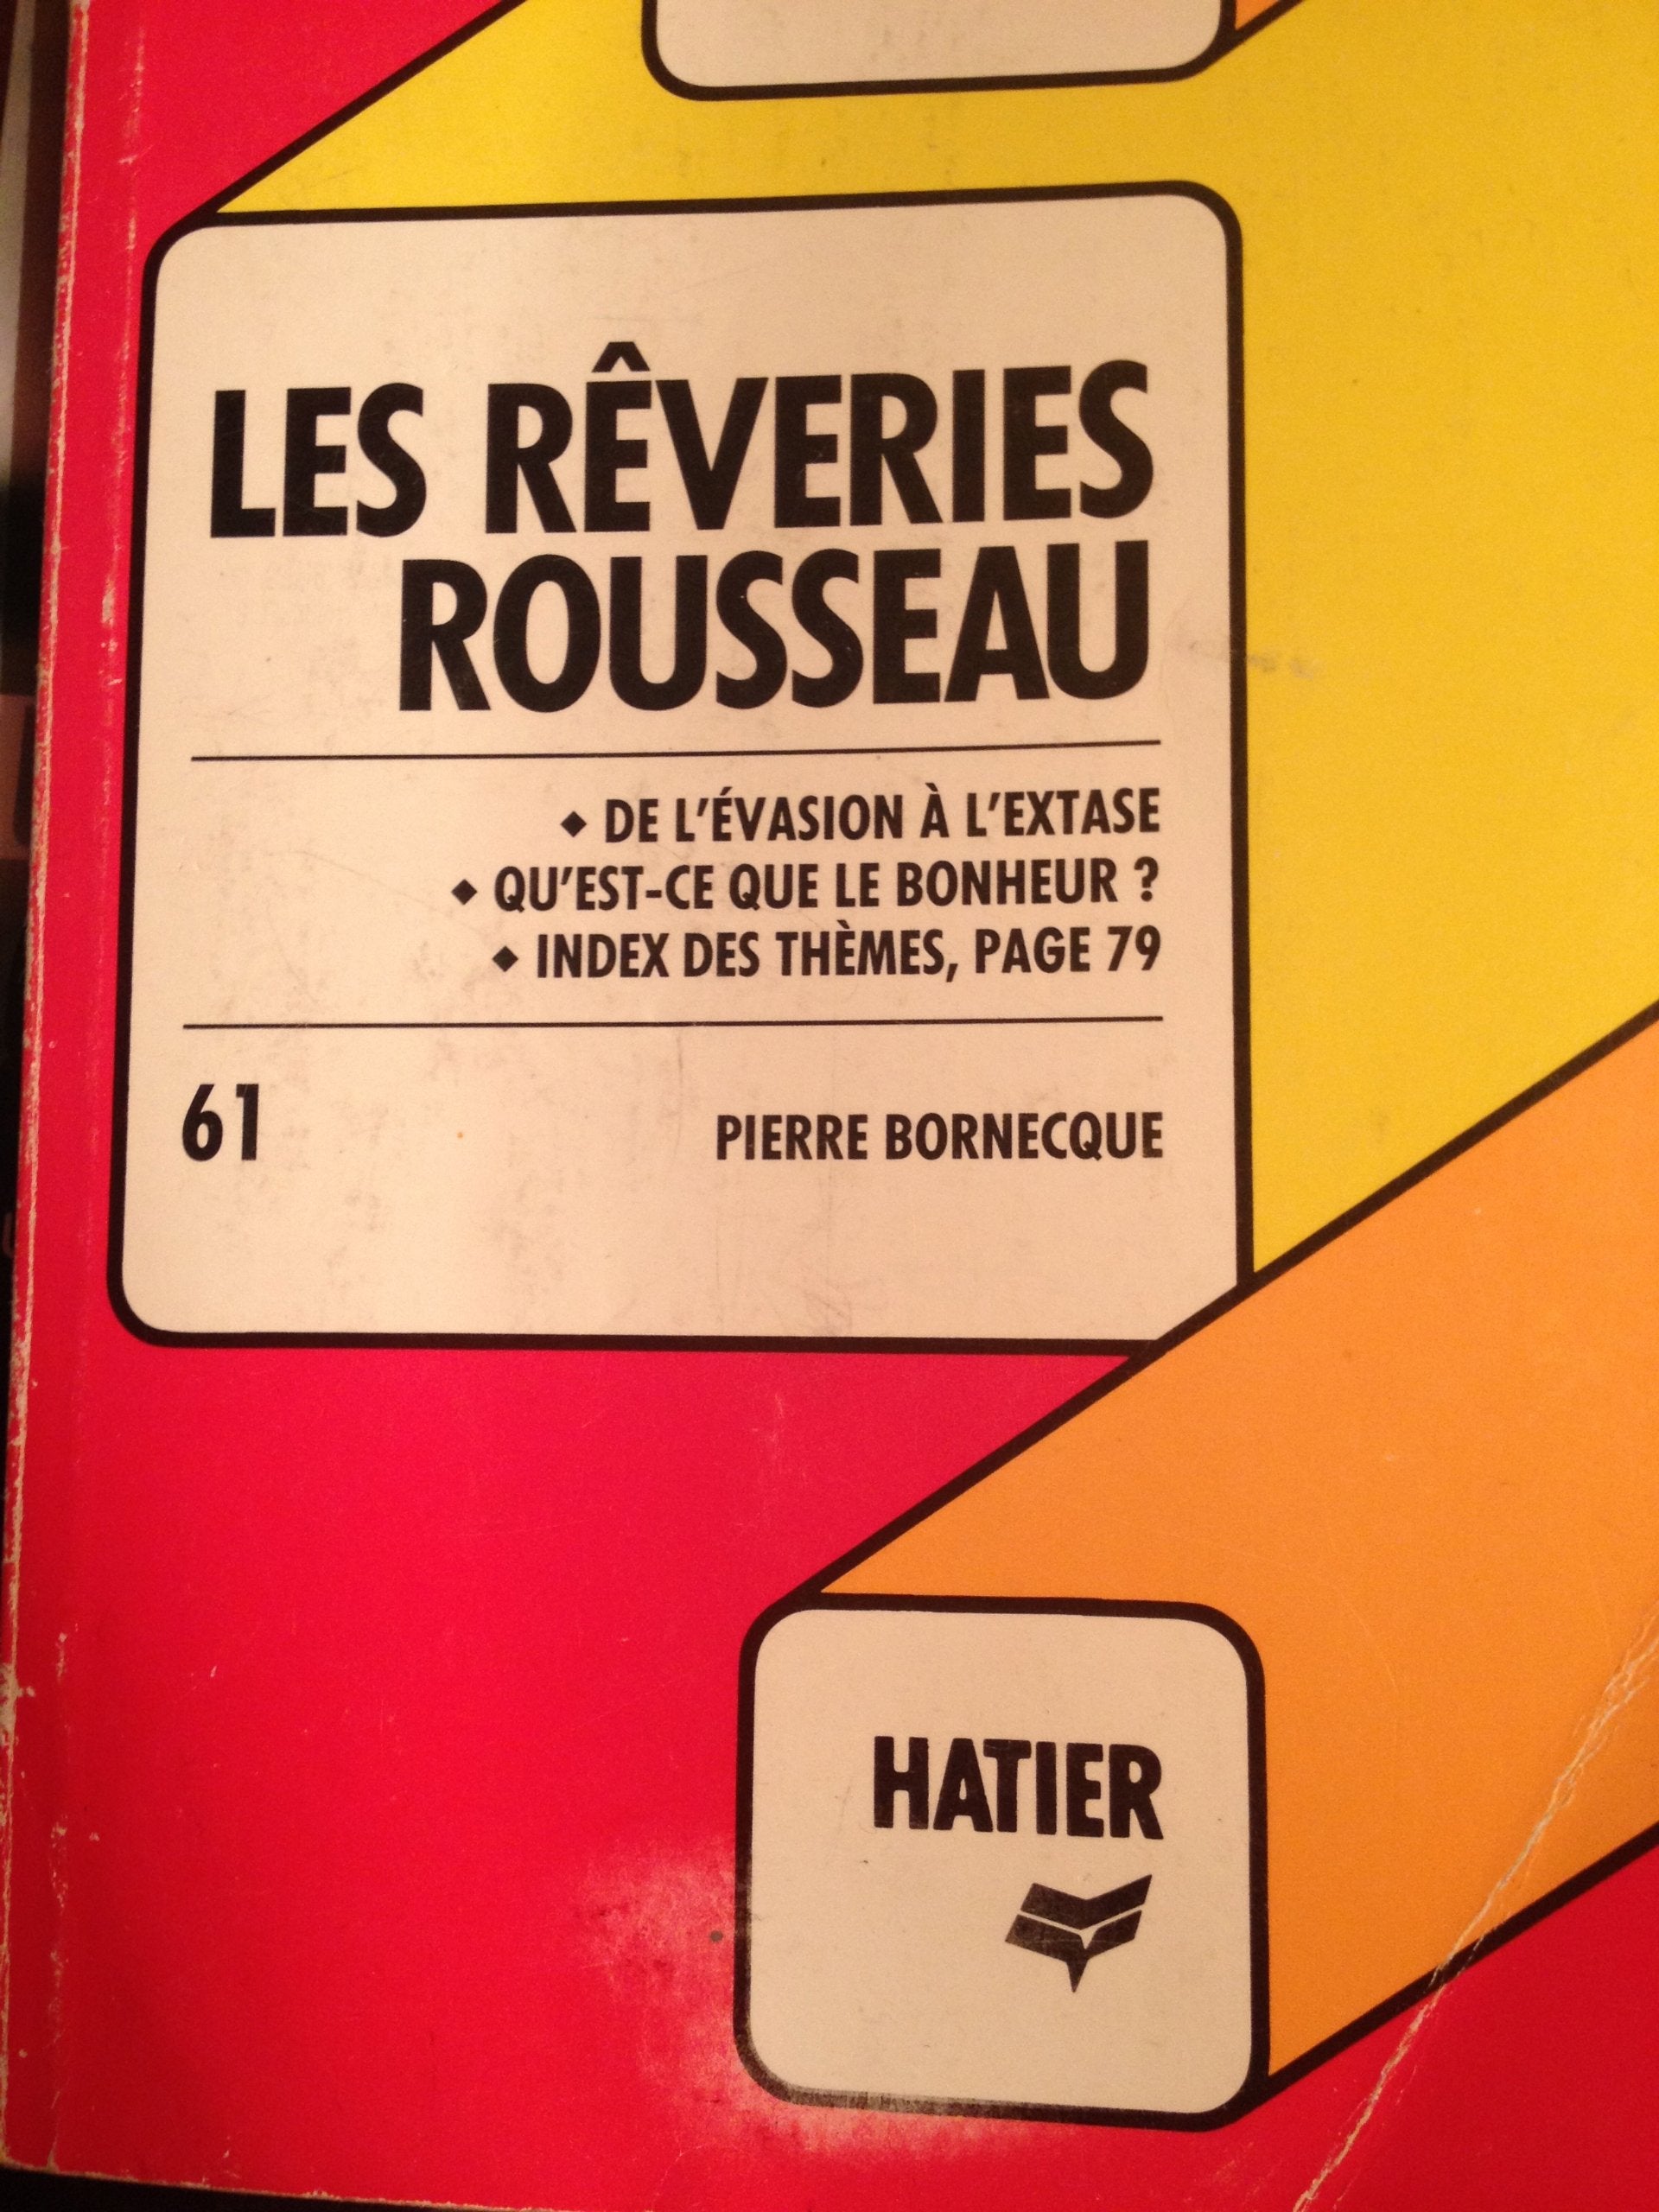 LES RÊVERIES
ROUSSEAU
◆ DE L'ÉVASION À L'EXTASE
◆ QU'EST-CE QUE LE BONHEUR ?
◆ INDEX DES THÈMES, PAGE 79
61 PIERRE BORNECQUE
HATIER